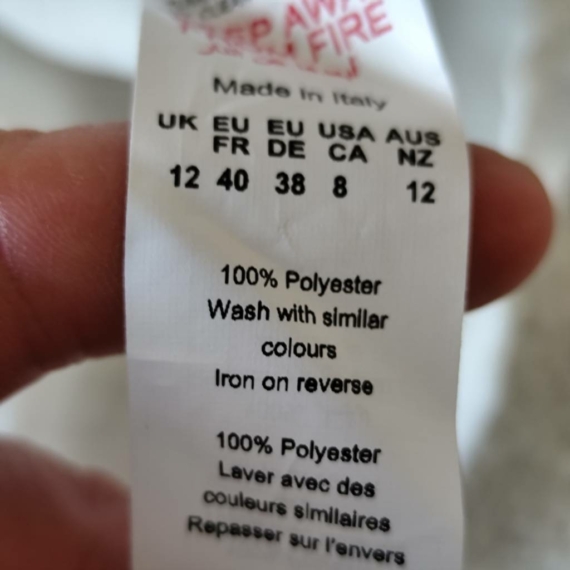 FIRE
Made in Italy
UK EU EU USA AUS
FR DE CA NZ
12 40 38 8 12
100% Polyester
Wash with similar
colours
Iron on reverse
100% Polyester
Laver avec des
couleurs similaires
Repasser sur l'envers